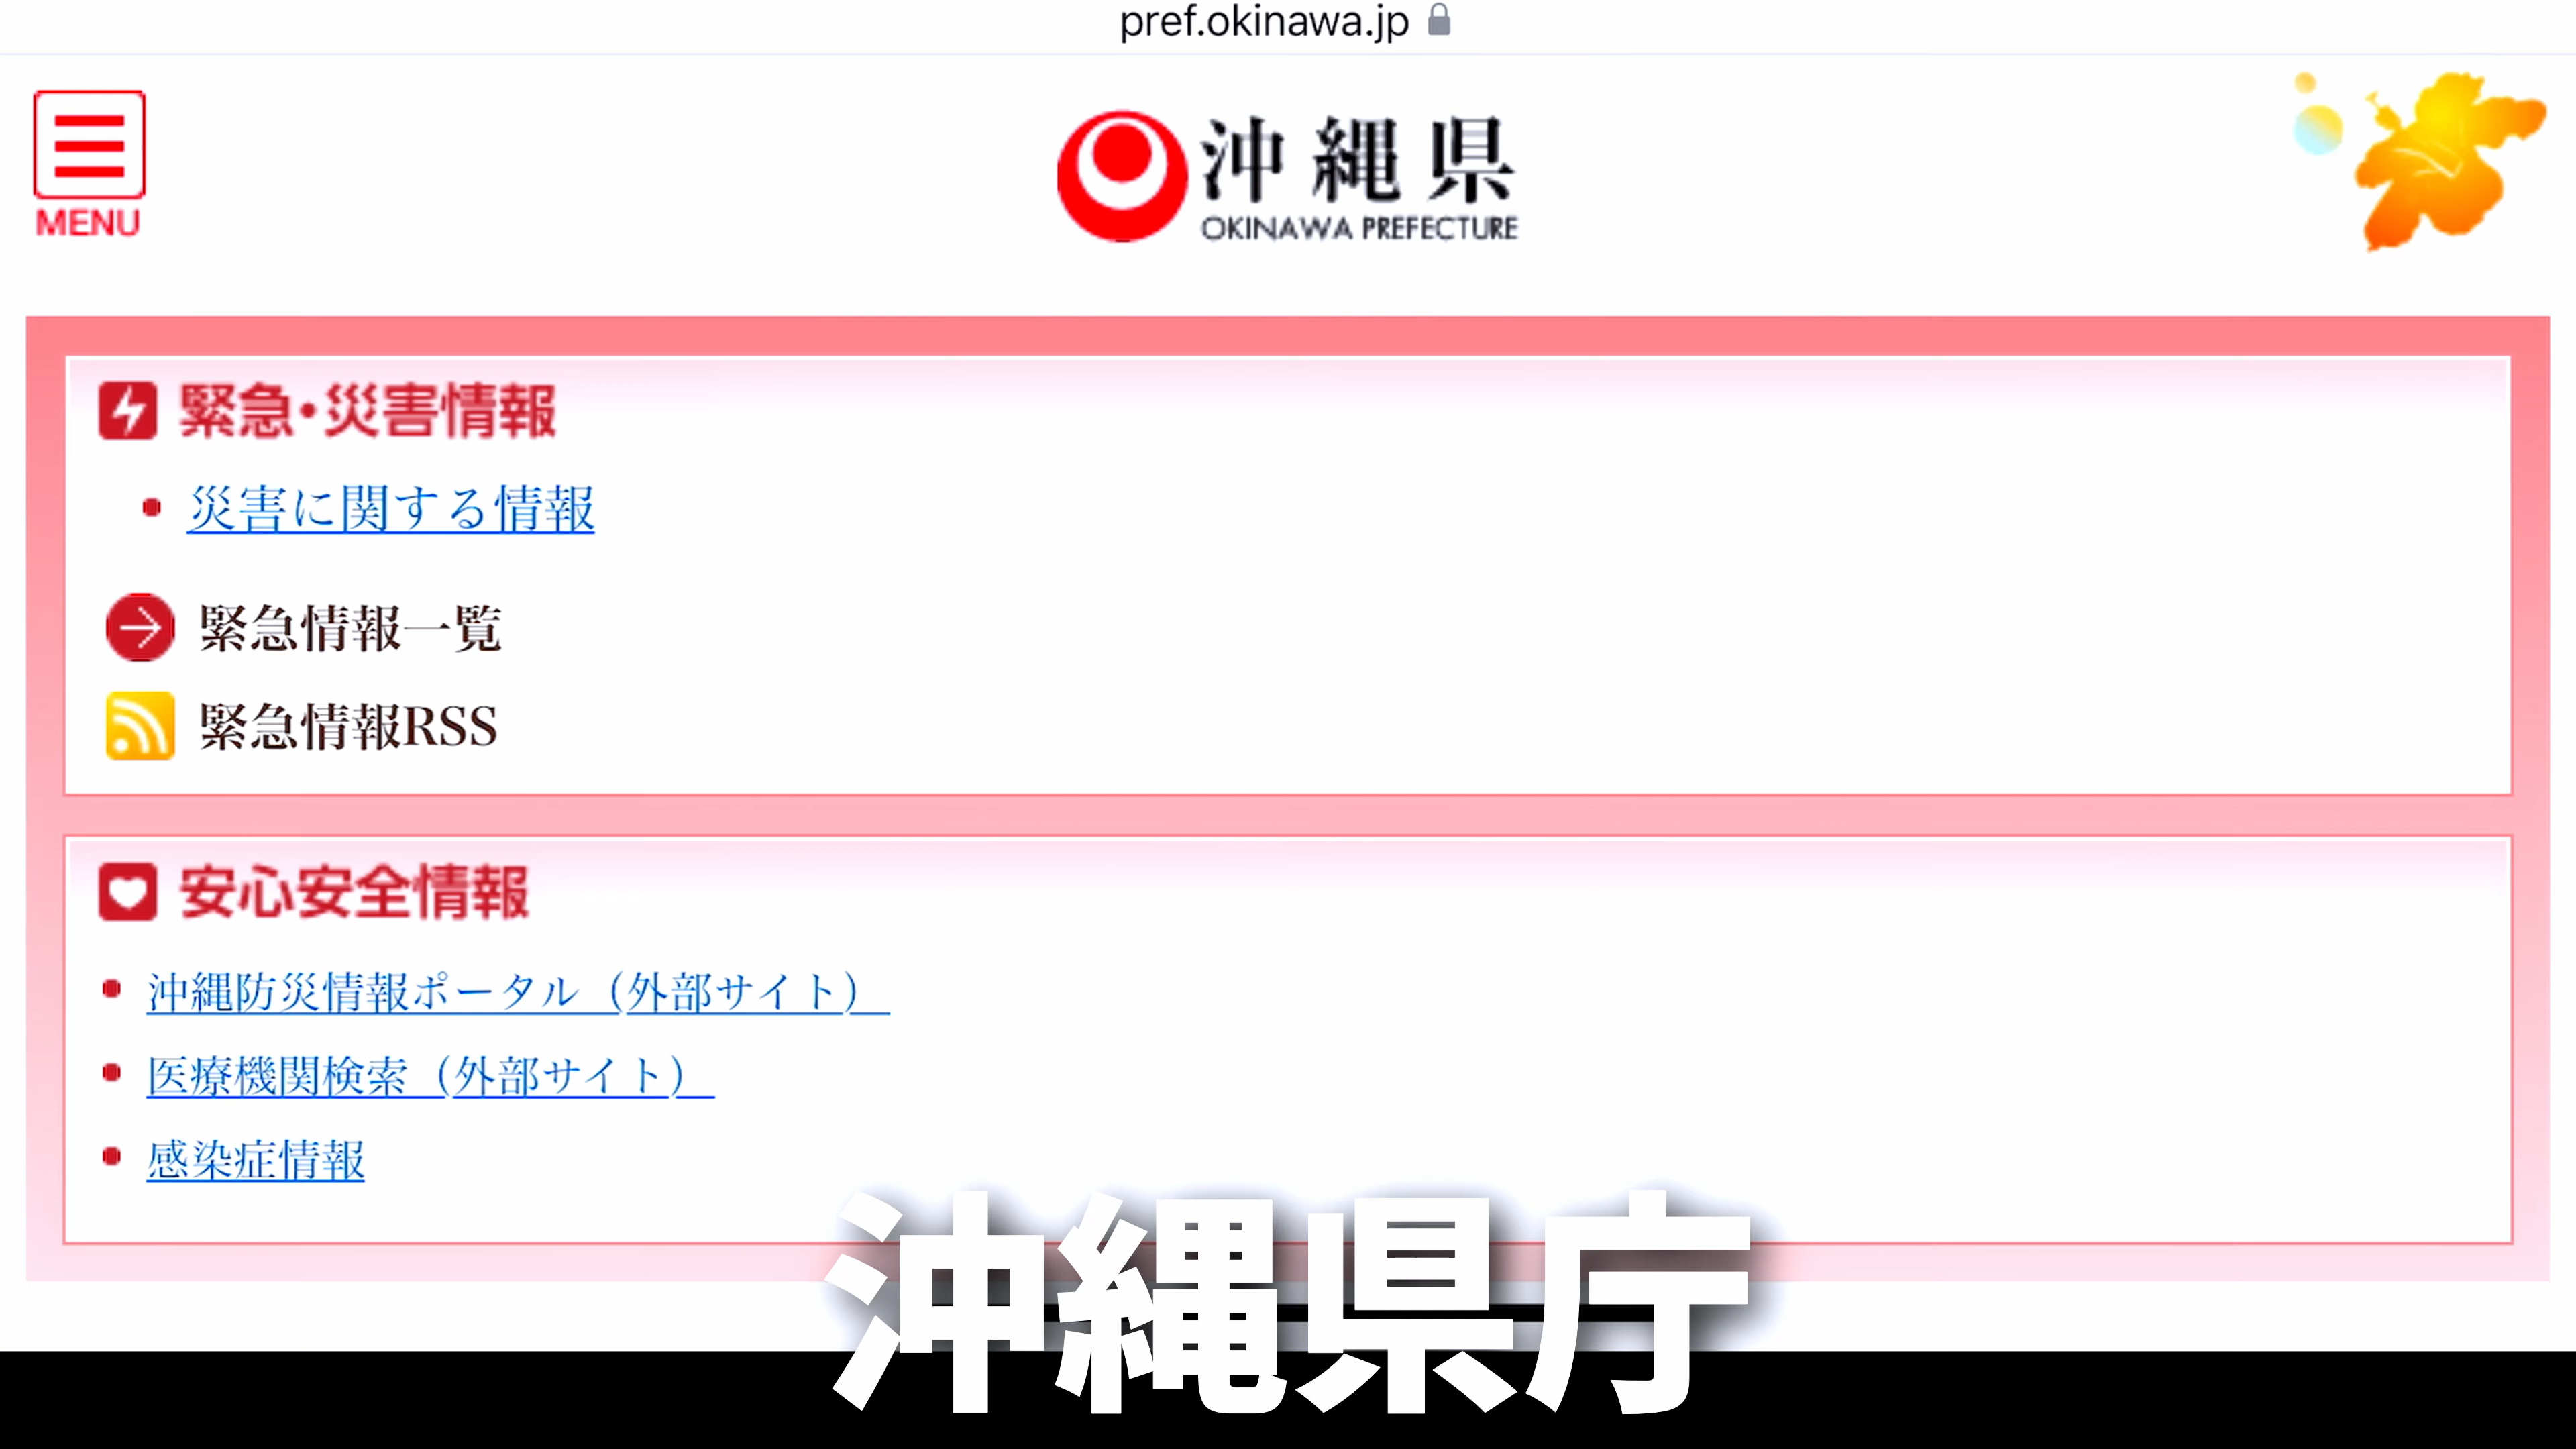 pref.okinawa.jp
MENU
沖縄県
OKINAWA PREFECTURE
緊急・災害情報
災害に関する情報
緊急情報一覧
緊急情報RSS
安心安全情報
沖縄防災情報ポータル（外部サイト）
医療機関検索（外部サイト）
感染症情報
沖縄県庁